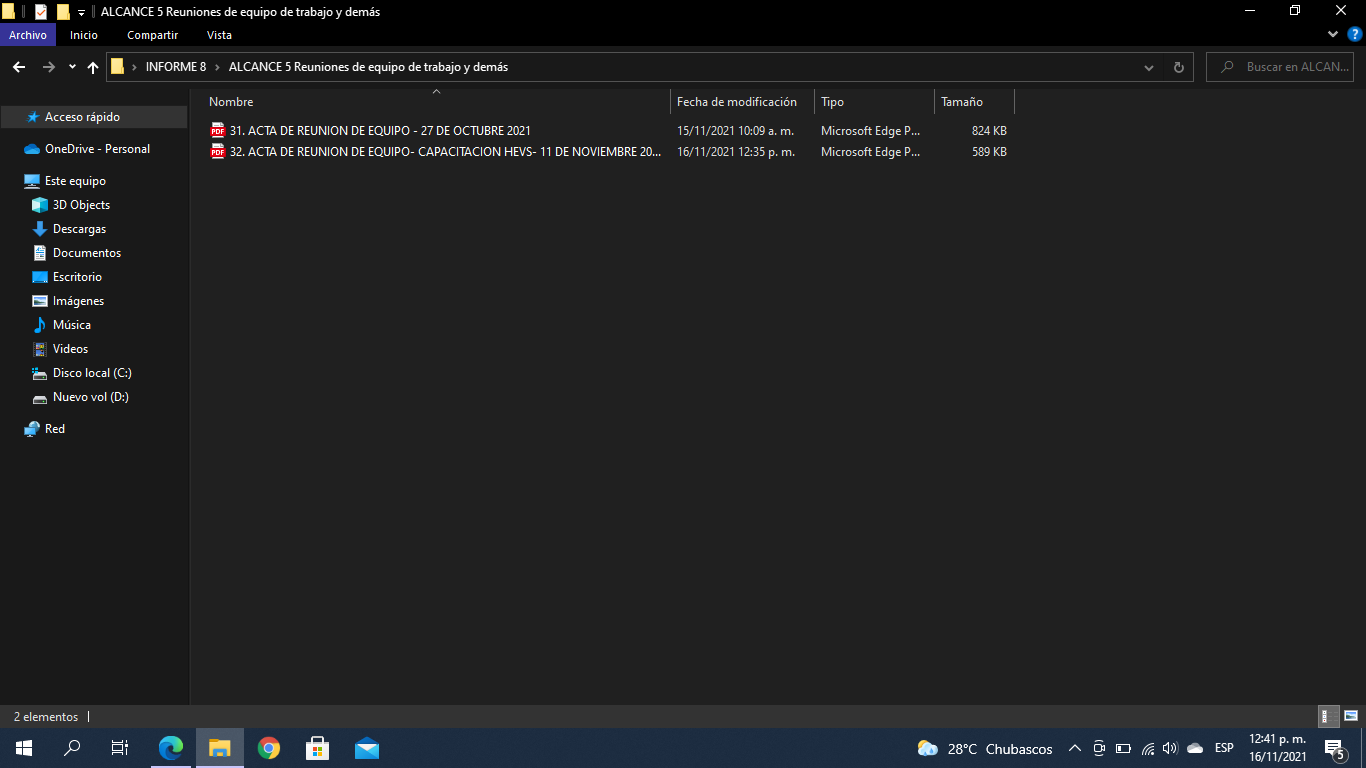 ALCANCE 5 Reuniones de equipo de trabajo y demás
Archivo Inicio Compartir Vista
INFORME 8 › ALCANCE 5 Reuniones de equipo de trabajo y demás Buscar en ALCAN...
Nombre Fecha de modificación Tipo Tamaño
31. ACTA DE REUNION DE EQUIPO - 27 DE OCTUBRE 2021 15/11/2021 10:09 a. m. Microsoft Edge P... 824 KB
32. ACTA DE REUNION DE EQUIPO- CAPACITACION HEVS- 11 DE NOVIEMBRE 20... 16/11/2021 12:35 p. m. Microsoft Edge P... 589 KB
Acceso rápido
OneDrive - Personal
Este equipo
3D Objects
Descargas
Documentos
Escritorio
Imágenes
Música
Videos
Disco local (C:)
Nuevo vol (D:)
Red
2 elementos
28°C Chubascos ESP 12:41 p. m.
16/11/2021 5